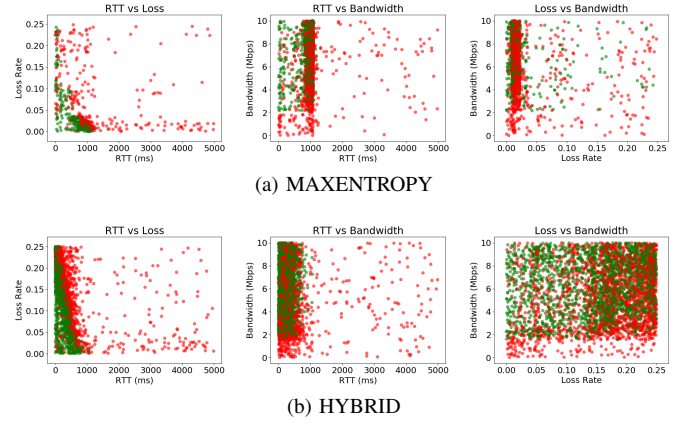 RTT vs Loss
Loss Rate
0.25
0.20
0.15
0.10
0.05
0.00
0 1000 2000 3000 4000 5000
RTT (ms)
RTT vs Bandwidth
Bandwidth (Mbps)
10
8
6
4
2
0
0 1000 2000 3000 4000 5000
RTT (ms)
Loss vs Bandwidth
Bandwidth (Mbps)
10
8
6
4
2
0
0.00 0.05 0.10 0.15 0.20 0.25
Loss Rate
(a) MAXENTROPY
RTT vs Loss
Loss Rate
0.25
0.20
0.15
0.10
0.05
0.00
0 1000 2000 3000 4000 5000
RTT (ms)
RTT vs Bandwidth
Bandwidth (Mbps)
10
8
6
4
2
0
0 1000 2000 3000 4000 5000
RTT (ms)
Loss vs Bandwidth
Bandwidth (Mbps)
10
8
6
4
2
0
0.00 0.05 0.10 0.15 0.20 0.25
Loss Rate
(b) HYBRID